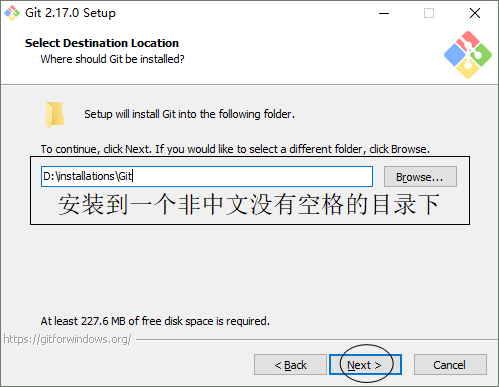 Git 2.17.0 Setup
Select Destination Location
Where should Git be installed?
Setup will install Git into the following folder.
To continue, click Next. If you would like to select a different folder, click Browse.
D:\installations\Git
Browse...
安装到一个非中文没有空格的目录下
At least 227.6 MB of free disk space is required.
https://gitforwindows.org/
< Back
Next >
Cancel